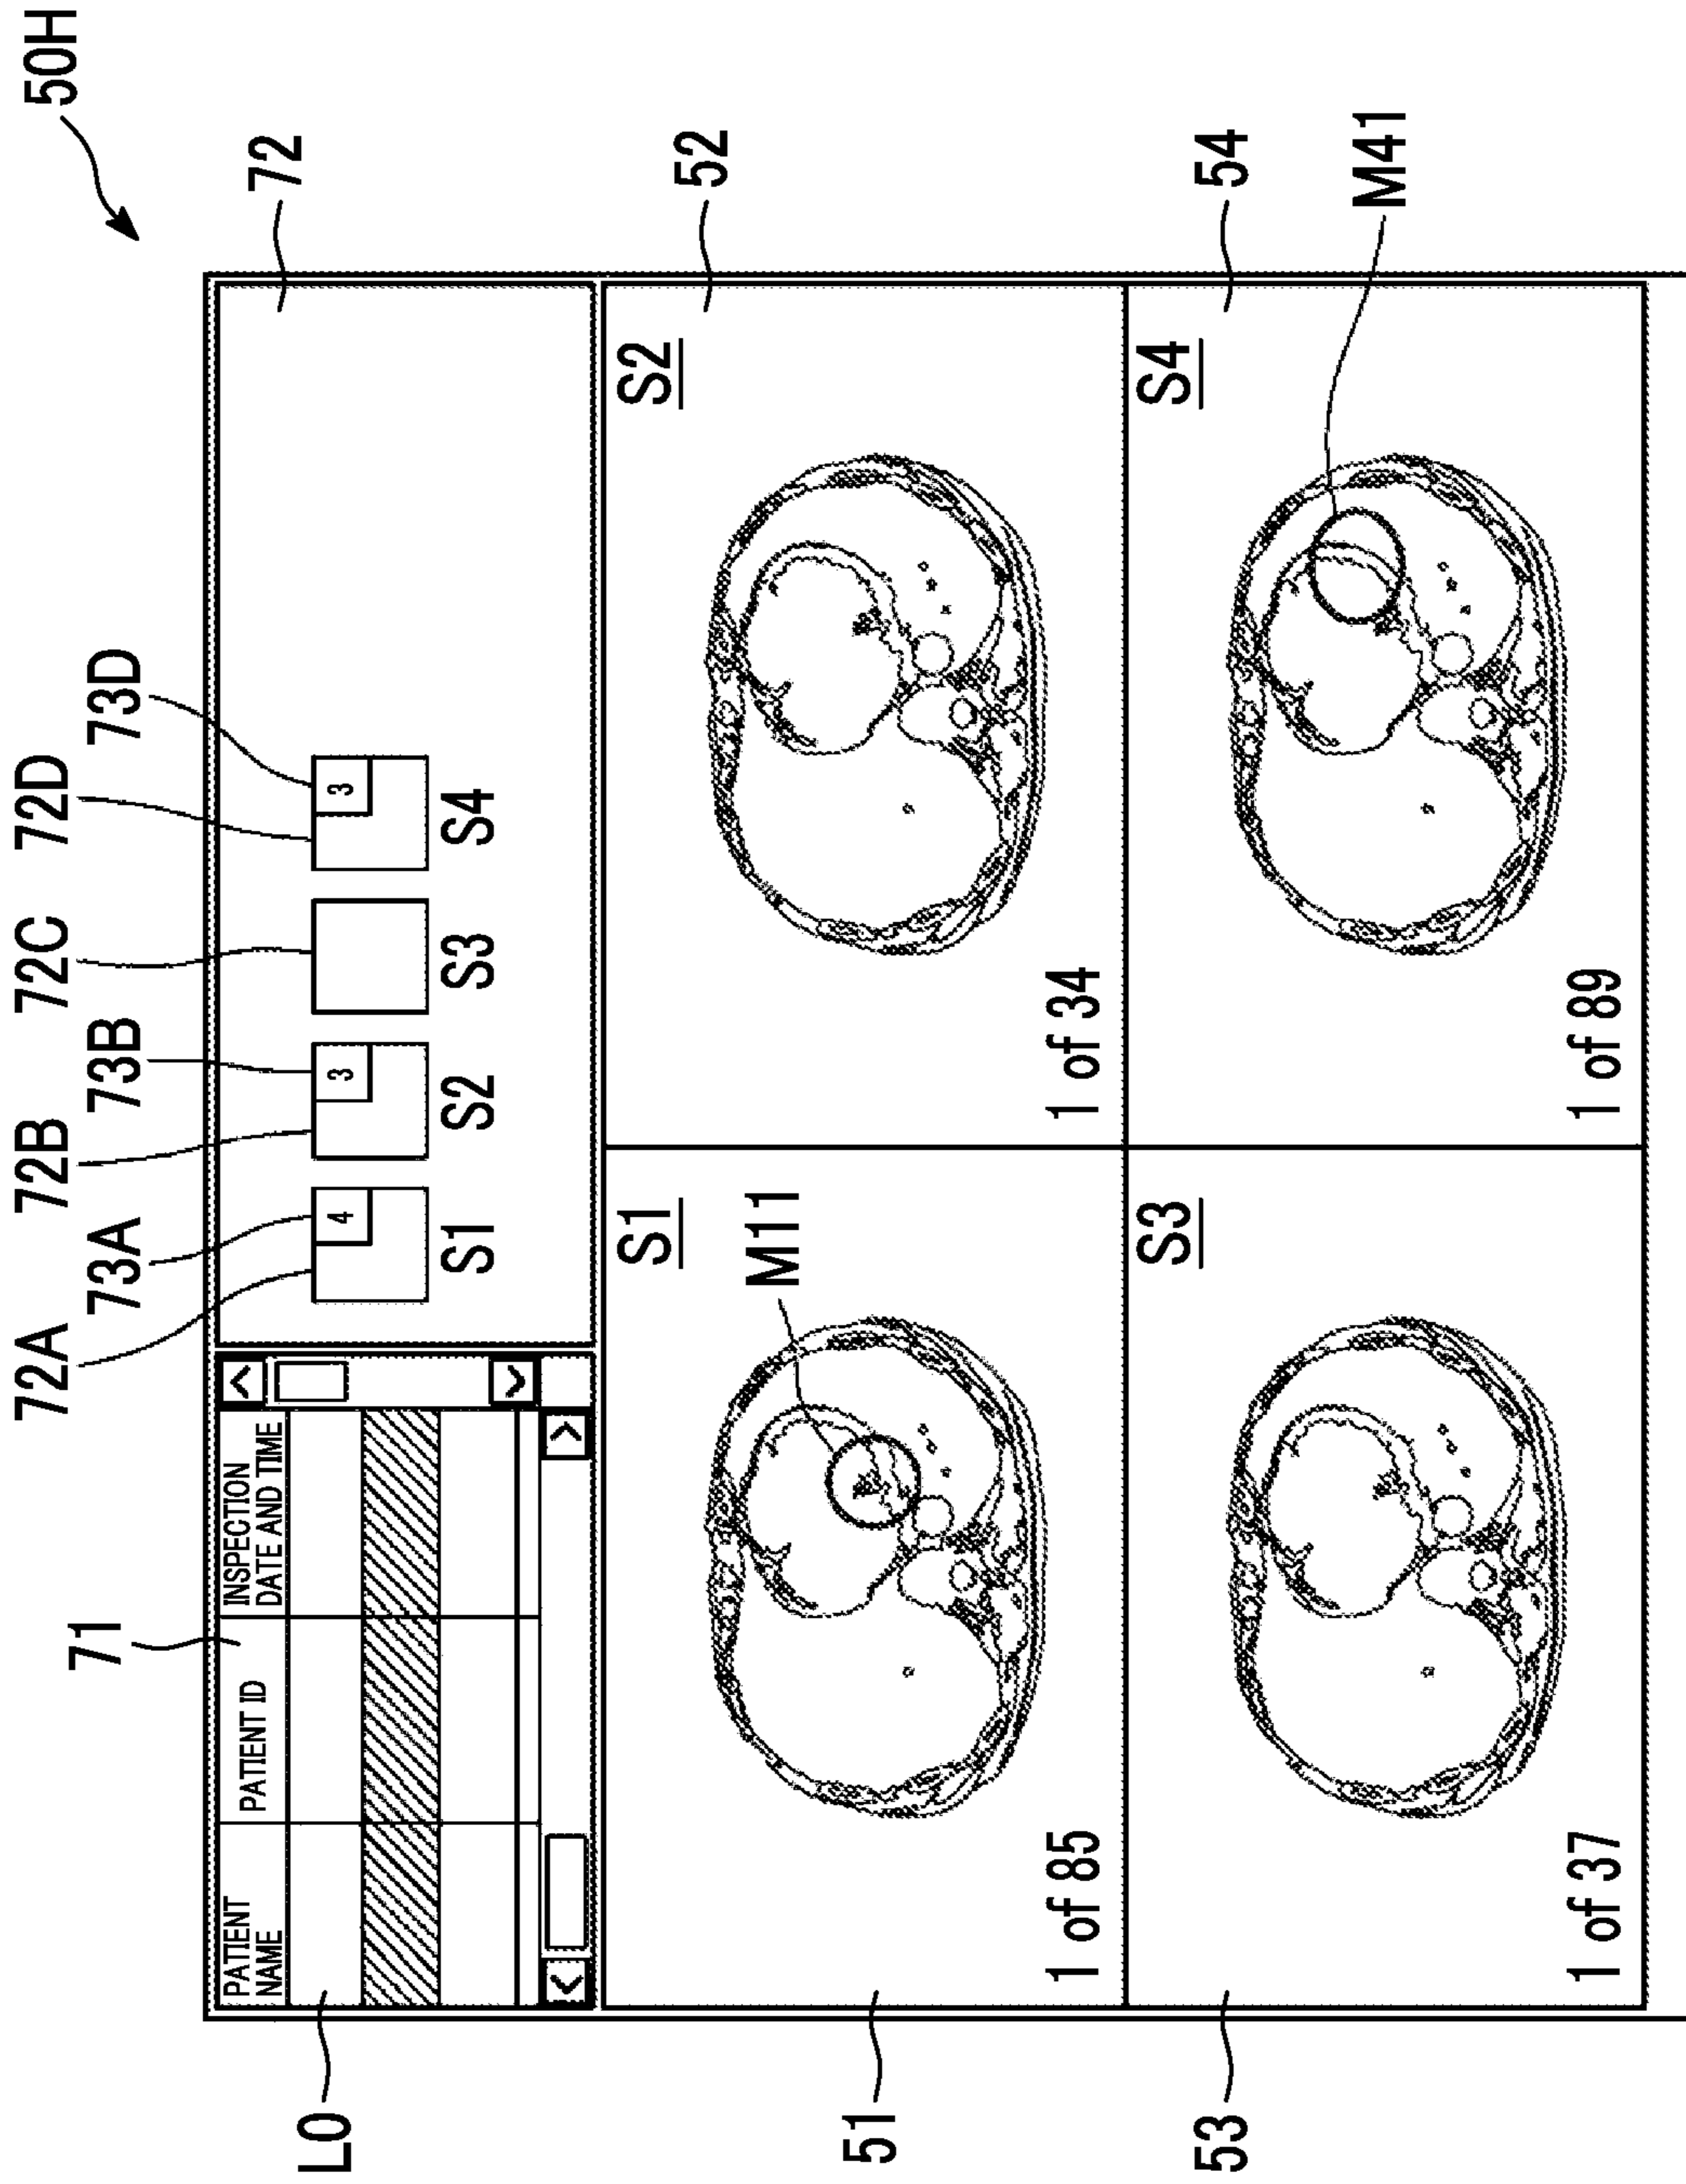 50H
72A
73A
72B
73B
72C
72D
73D
71
72
L0
PATIENT
NAME
PATIENT ID
INSPECTION
DATE AND TIME
4
3
3
S1
S2
S3
S4
51
S1
M11
1 of 85
52
S2
1 of 34
53
S3
1 of 37
54
S4
M41
1 of 89